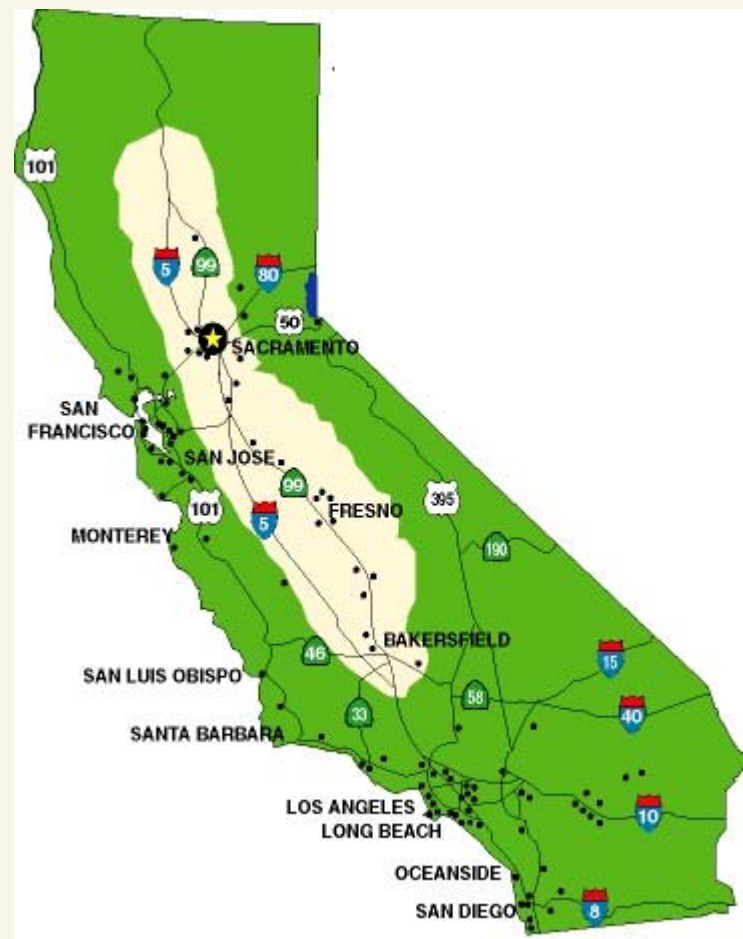 101
5
99
80
50
SACRAMENTO
SAN
FRANCISCO
SAN JOSE
99
FRESNO
395
101
5
MONTEREY
190
BAKERSFIELD
46
15
SAN LUIS OBISPO
58
33
40
SANTA BARBARA
LOS ANGELES
10
LONG BEACH
OCEANSIDE
SAN DIEGO
8